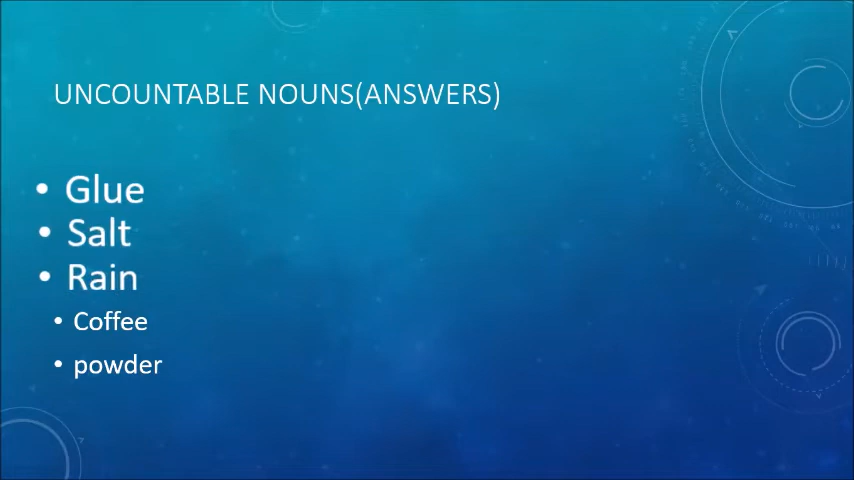 UNCOUNTABLE NOUNS(ANSWERS)
• Glue
• Salt
• Rain
• Coffee
• powder